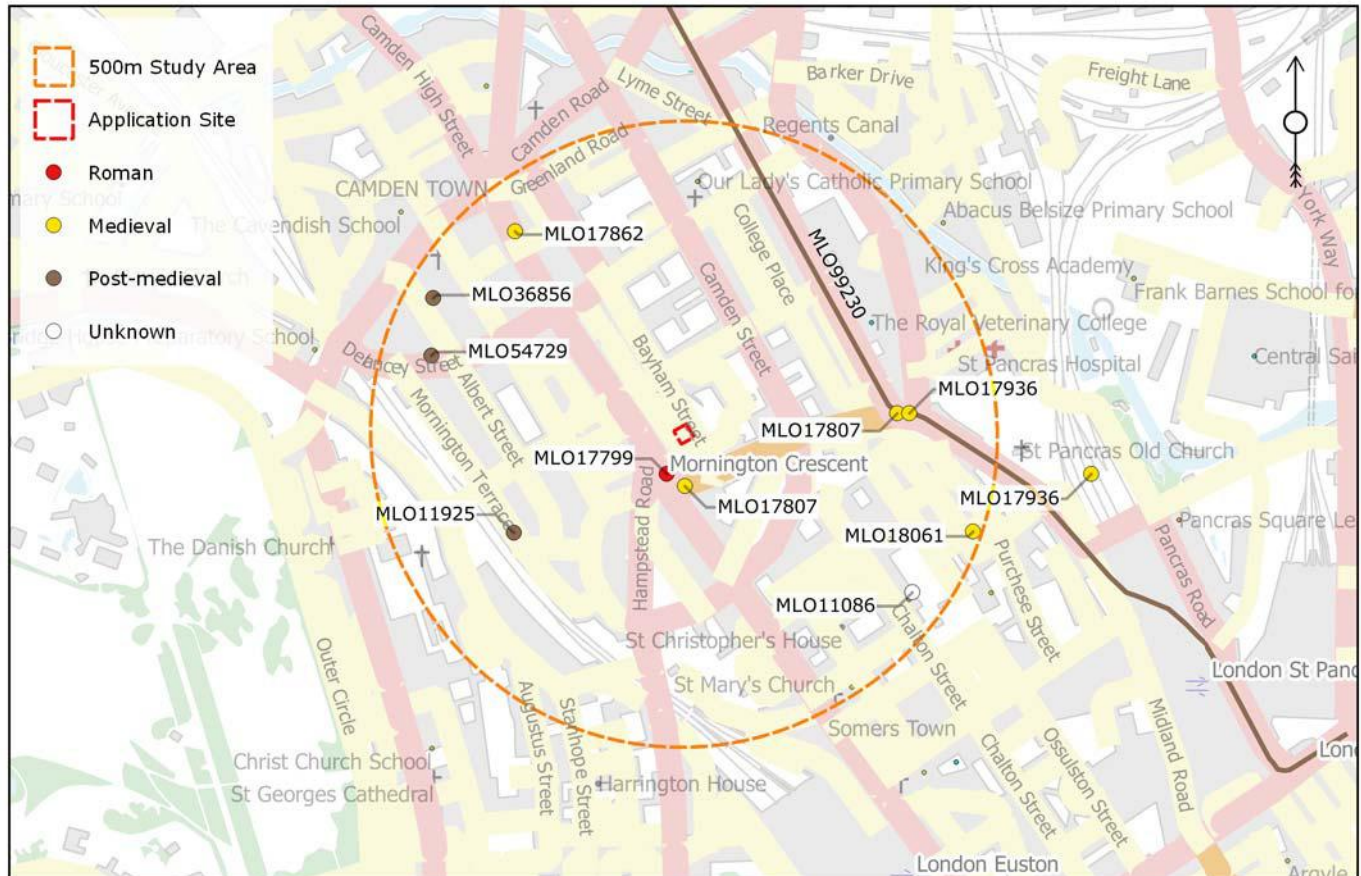 500m Study Area
Application Site
Roman
Medieval
Post-medieval
Unknown
Camden High Street
Camden Road
Lyme Street
Barker Drive
Freight Lane
Regents Canal
Greenland Road
CAMDEN TOWN
Our Lady's Catholic Primary School
York Way
The Cavendish School
College Place
Abacus Belsize Primary School
MLO17862
MLO99230
King's Cross Academy
MLO36856
Camden Street
Frank Barnes School fo
The Royal Veterinary College
MLO54729
Delancey Street
Bayham Street
St Pancras Hospital
Central Sai
Albert Street
Mornington Terrace
MLO17936
MLO17807
MLO17799
Mornington Crescent
St Pancras Old Church
MLO17807
MLO17936
MLO11925
MLO18061
Pancras Square Le
The Danish Church
Hampstead Road
Purchese Street
Pancras Road
MLO11086
Chalton Street
St Christopher's House
Outer Circle
London St Panc
St Mary's Church
Augustus Street
Stanhope Street
Somers Town
Chalton Street
Ossulston Street
Midland Road
Lon
Christ Church School
St Georges Cathedral
Harrington House
London Euston
Argyle